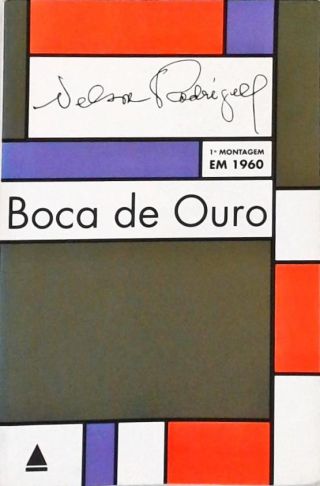 Nelson Rodrigues
1ª MONTAGEM
EM 1960
Boca de Ouro